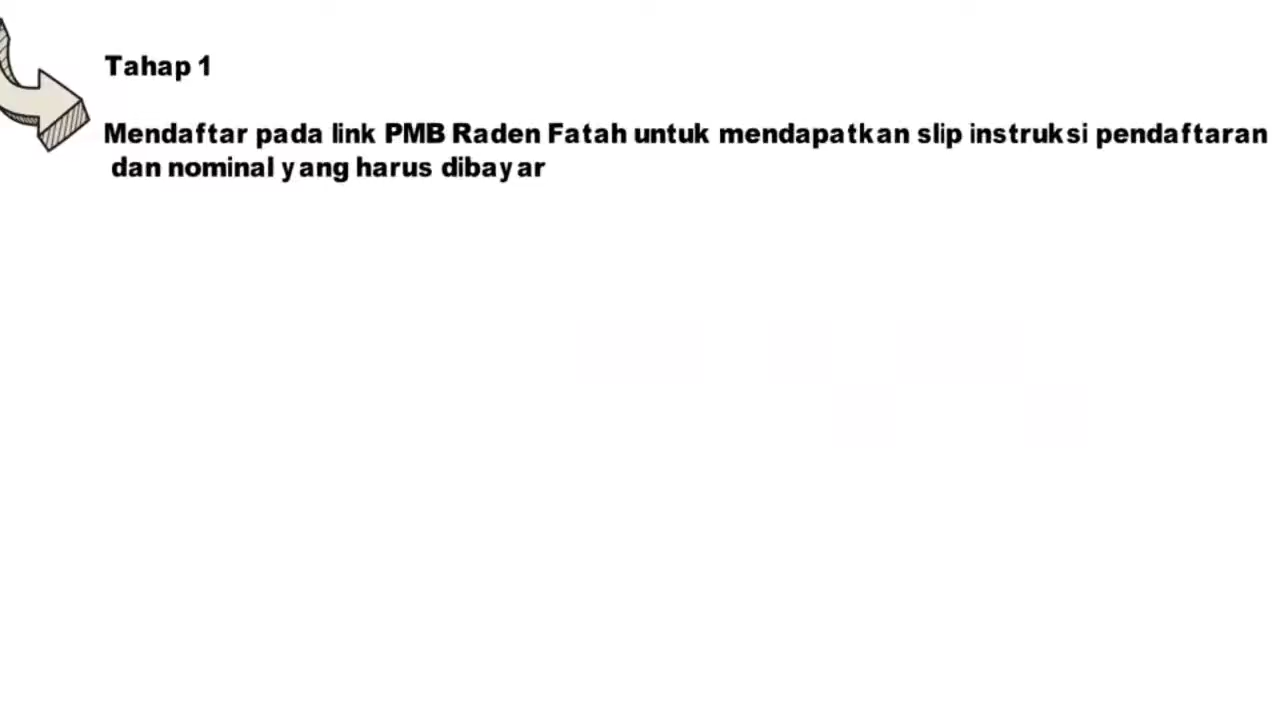 Tahap 1
Mendaftar pada link PMB Raden Fatah untuk mendapatkan slip instruksi pendaftaran
dan nominal yang harus dibayar